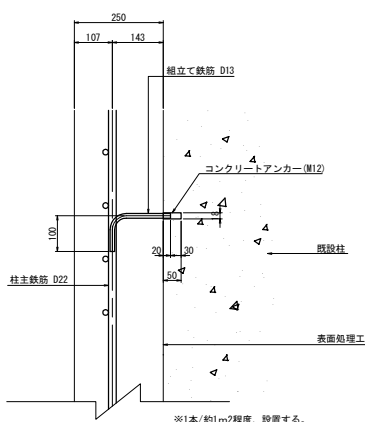 250
107
143
組立て鉄筋 D13
コンクリートアンカー(M12)
18
100
20
30
既設柱
50
柱主鉄筋 D22
表面処理工
※1本/約1m2程度、設置する。